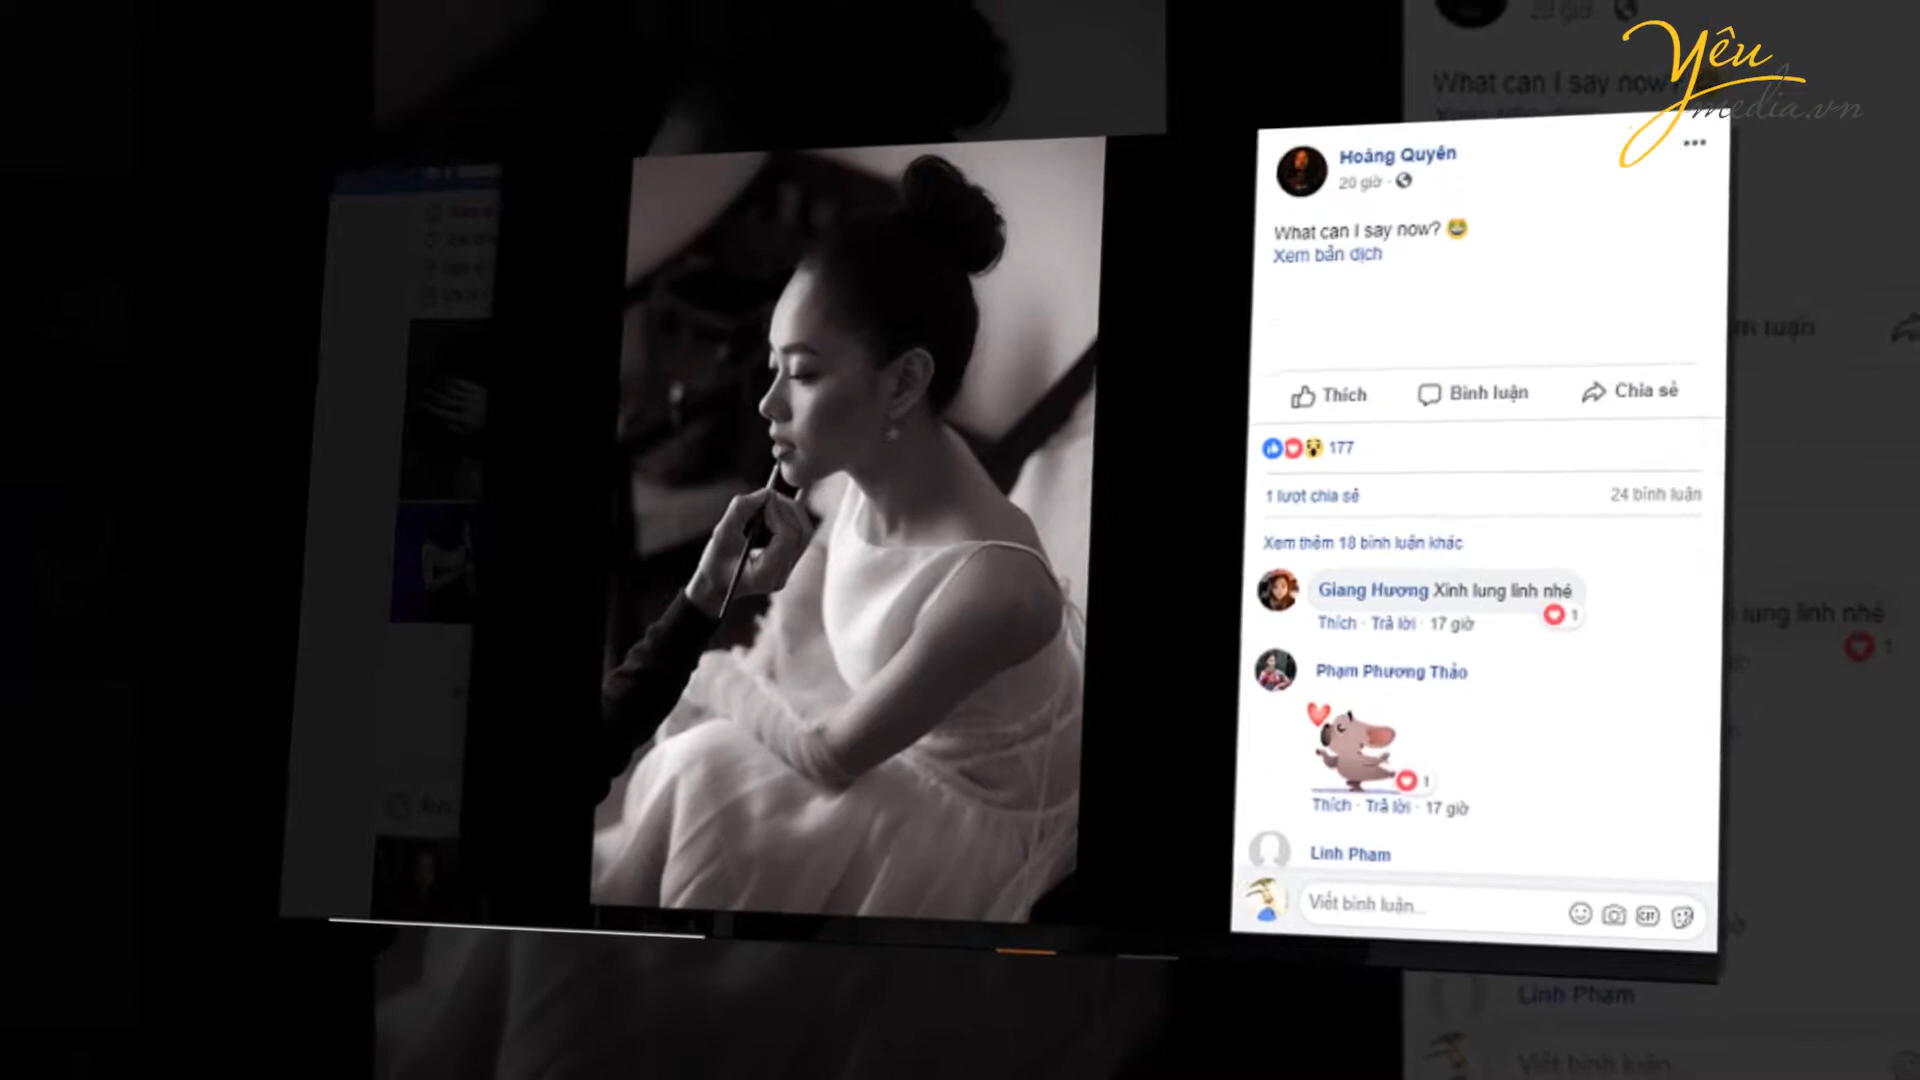 Yêu
media.vn
What can I say now?
Hoàng Quyên
20 giờ
What can I say now? 😂
Xem bản dịch
Thích
Bình luận
Chia sẻ
177
1 lượt chia sẻ
24 bình luận
Xem thêm 18 bình luận khác
Giang Hương Xinh lung linh nhé
1
Thích · Trả lời · 17 giờ
Phạm Phương Thảo
1
Thích · Trả lời · 17 giờ
Linh Pham
Viết bình luận...
GIF
luận
lung linh nhé
1
Linh Pham
Viết bình luận